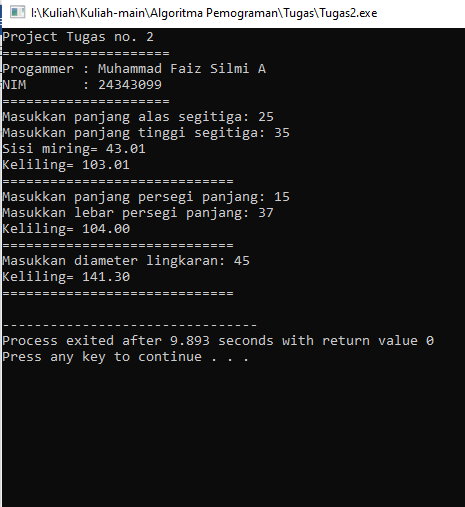 I:\Kuliah\Kuliah-main\Algoritma Pemograman\Tugas\Tugas2.exe
Project Tugas no. 2
=====================
Progammer : Muhammad Faiz Silmi A
NIM       : 24343099
=====================
Masukkan panjang alas segitiga: 25
Masukkan panjang tinggi segitiga: 35
Sisi miring= 43.01
Keliling= 103.01
=============================
Masukkan panjang persegi panjang: 15
Masukkan lebar persegi panjang: 37
Keliling= 104.00
=============================
Masukkan diameter lingkaran: 45
Keliling= 141.30
=============================
--------------------------------
Process exited after 9.893 seconds with return value 0
Press any key to continue . . .